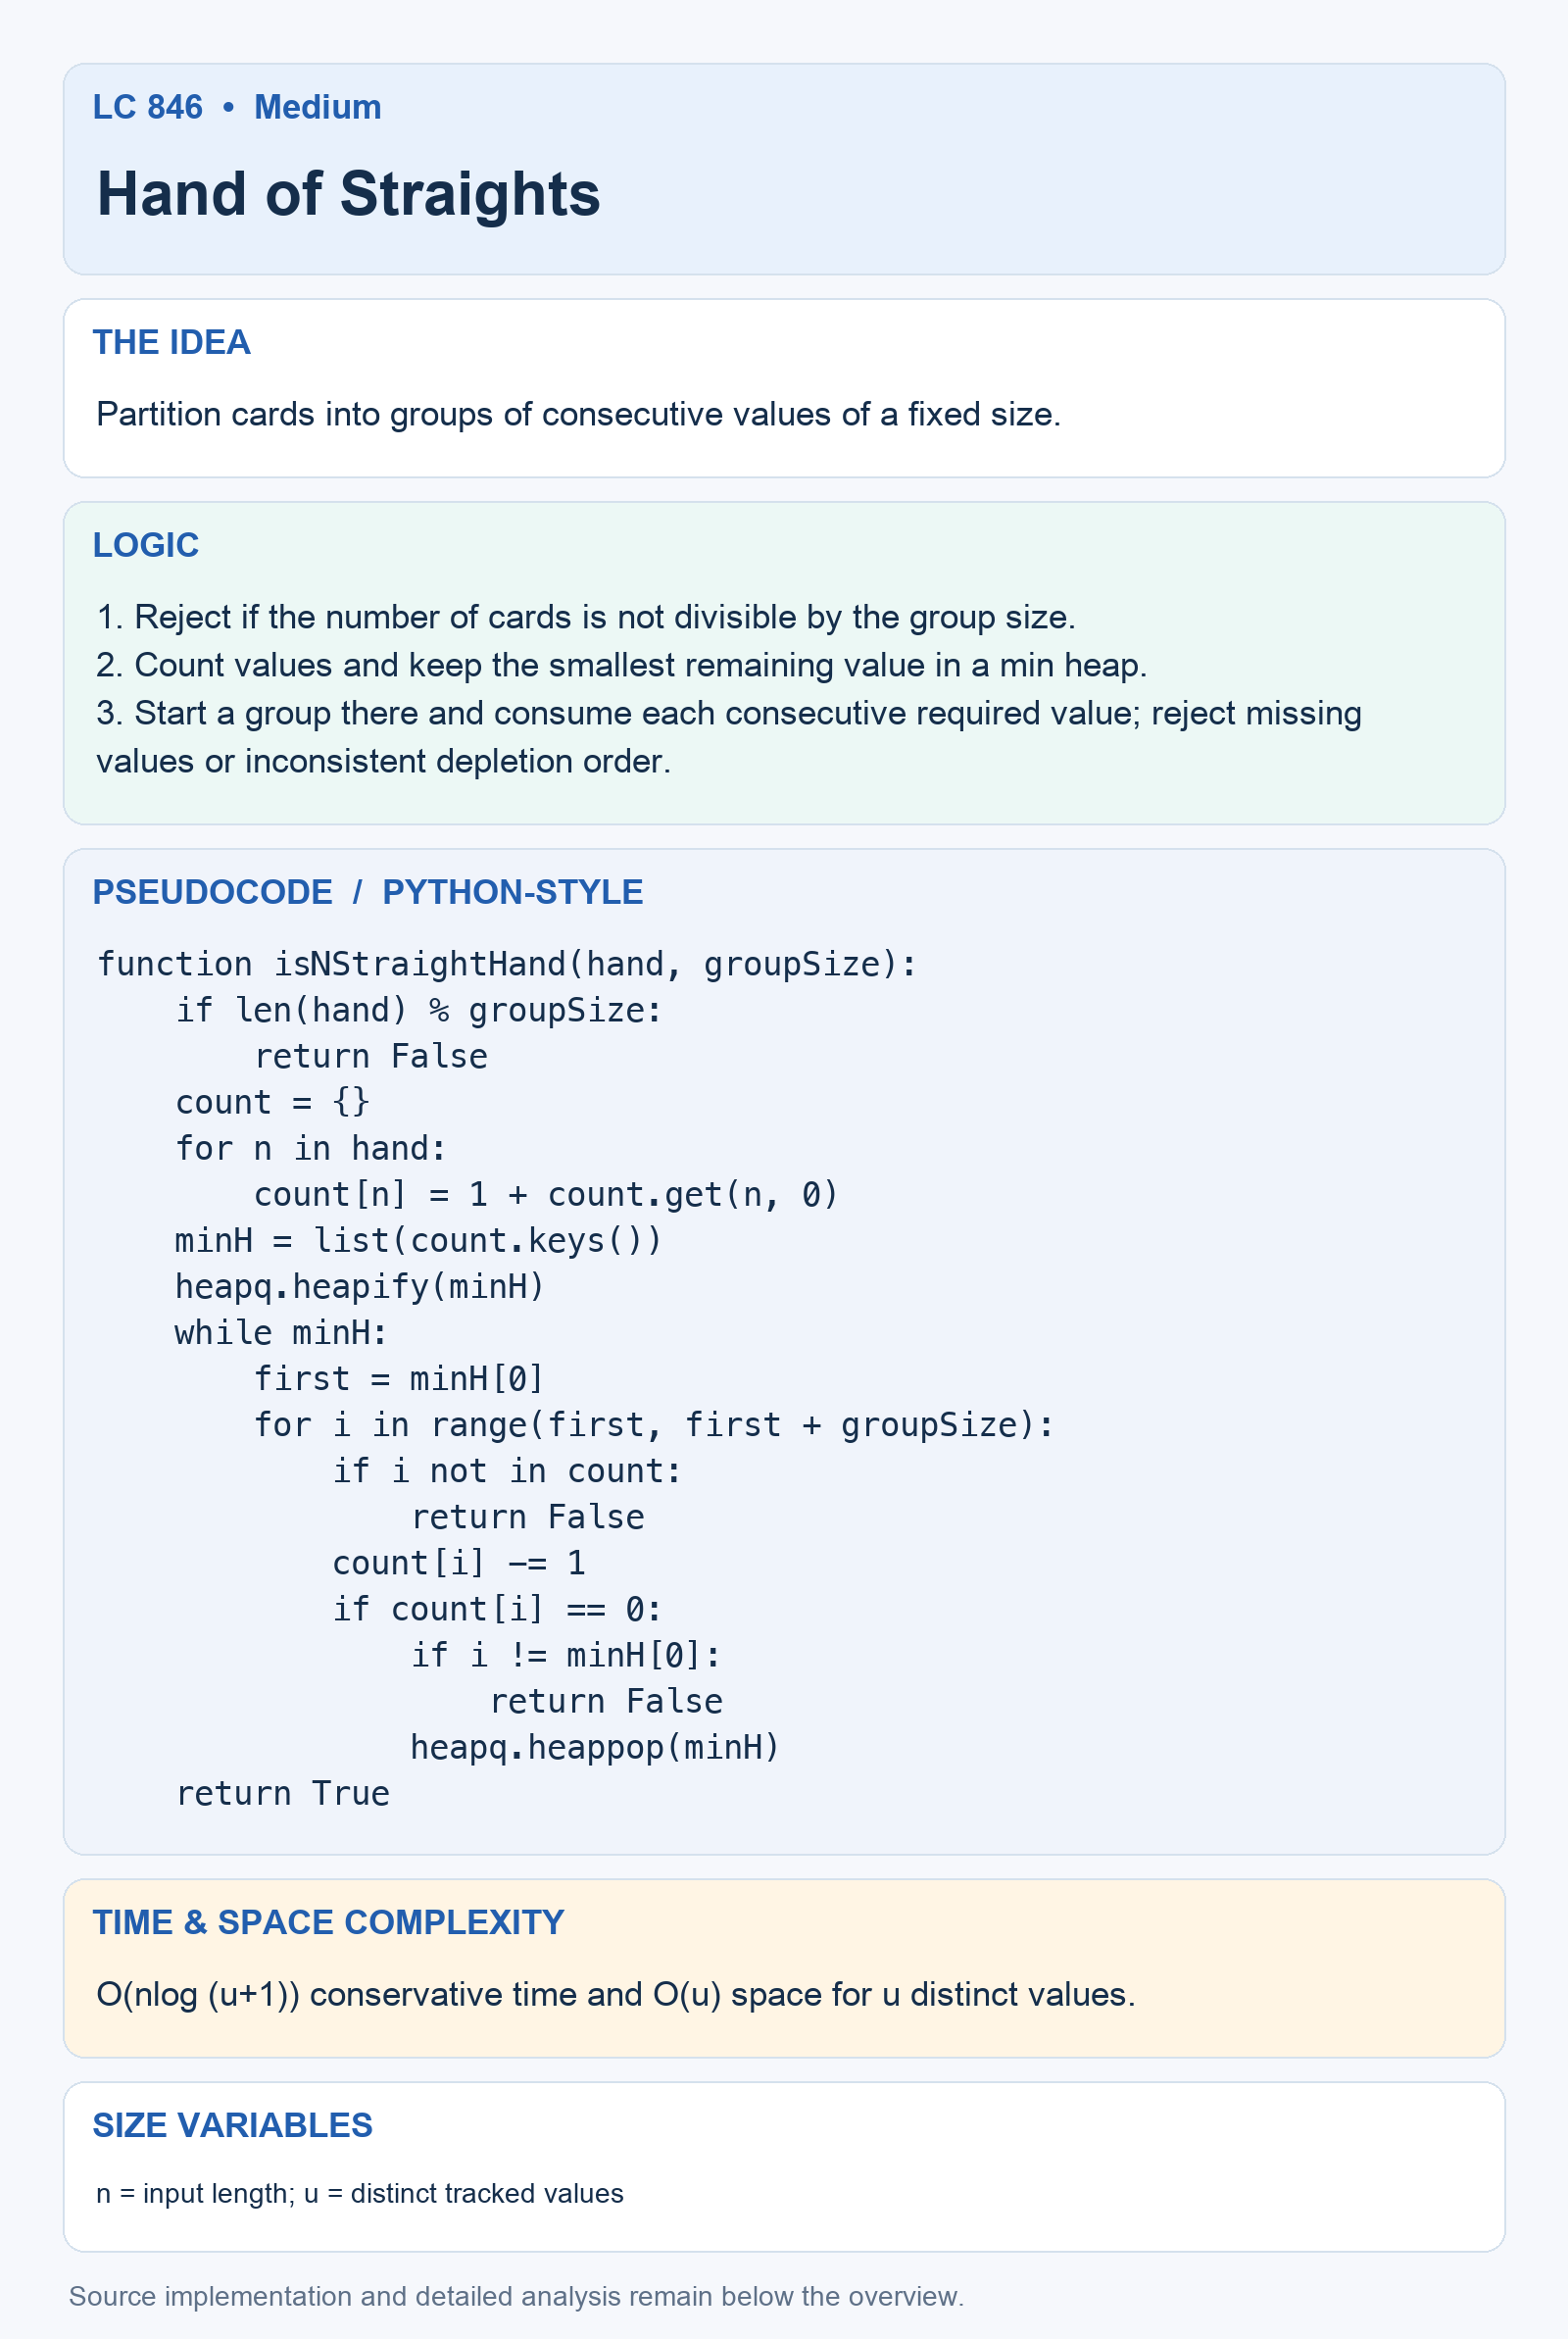 LC 846 • Medium
Hand of Straights
THE IDEA
Partition cards into groups of consecutive values of a fixed size.
LOGIC
1. Reject if the number of cards is not divisible by the group size.
2. Count values and keep the smallest remaining value in a min heap.
3. Start a group there and consume each consecutive required value; reject missing
values or inconsistent depletion order.
PSEUDOCODE / PYTHON-STYLE
function isNStraightHand(hand, groupSize):
    if len(hand) % groupSize:
        return False
    count = {}
    for n in hand:
        count[n] = 1 + count.get(n, 0)
    minH = list(count.keys())
    heapq.heapify(minH)
    while minH:
        first = minH[0]
        for i in range(first, first + groupSize):
            if i not in count:
                return False
            count[i] −= 1
            if count[i] == 0:
                if i != minH[0]:
                    return False
                heapq.heappop(minH)
    return True
TIME & SPACE COMPLEXITY
O(nlog (u+1)) conservative time and O(u) space for u distinct values.
SIZE VARIABLES
n = input length; u = distinct tracked values
Source implementation and detailed analysis remain below the overview.